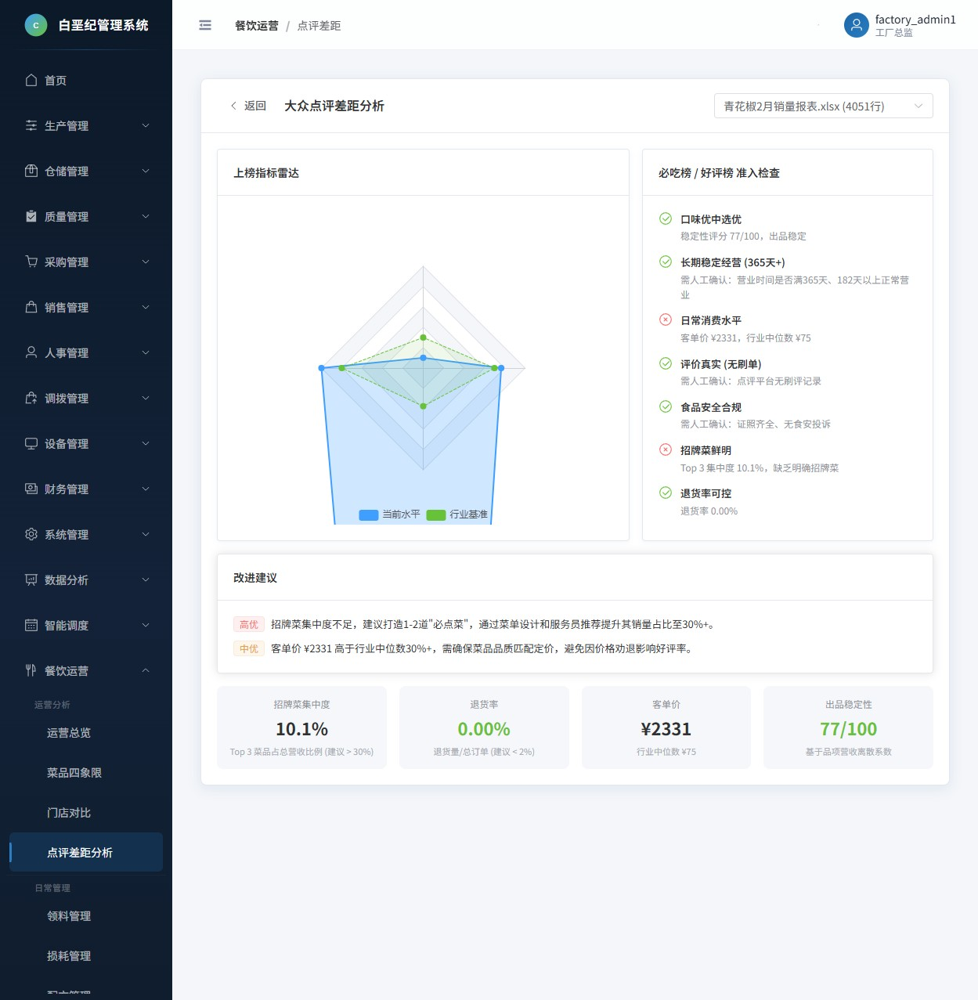 C 白垩纪管理系统
首页
生产管理
仓储管理
质量管理
采购管理
销售管理
人事管理
调拨管理
设备管理
财务管理
系统管理
数据分析
智能调度
餐饮运营
运营分析
运营总览
菜品四象限
门店对比
点评差距分析
日常管理
领料管理
损耗管理
餐饮运营 / 点评差距
factory_admin1
工厂总监
返回 大众点评差距分析
青花椒2月销量报表.xlsx (4051行)
上榜指标雷达
当前水平 行业基准
必吃榜 / 好评榜 准入检查
口味优中选优
稳定性评分 77/100，出品稳定
长期稳定经营 (365天+)
需人工确认：营业时间是否满365天、182天以上正常营
业
日常消费水平
客单价 ¥2331，行业中位数 ¥75
评价真实 (无刷单)
需人工确认：点评平台无刷评记录
食品安全合规
需人工确认：证照齐全、无食安投诉
招牌菜鲜明
Top 3 集中度 10.1%，缺乏明确招牌菜
退货率可控
退货率 0.00%
改进建议
高优 招牌菜集中度不足，建议打造1-2道"必点菜"，通过菜单设计和服务员推荐提升其销量占比至30%+。
中优 客单价 ¥2331 高于行业中位数30%+，需确保菜品品质匹配定价，避免因价格劝退影响好评率。
招牌菜集中度
10.1%
Top 3 菜品占总营收比例 (建议 > 30%)
退货率
0.00%
退货量/总订单 (建议 < 2%)
客单价
¥2331
行业中位数 ¥75
出品稳定性
77/100
基于品项营收离散系数